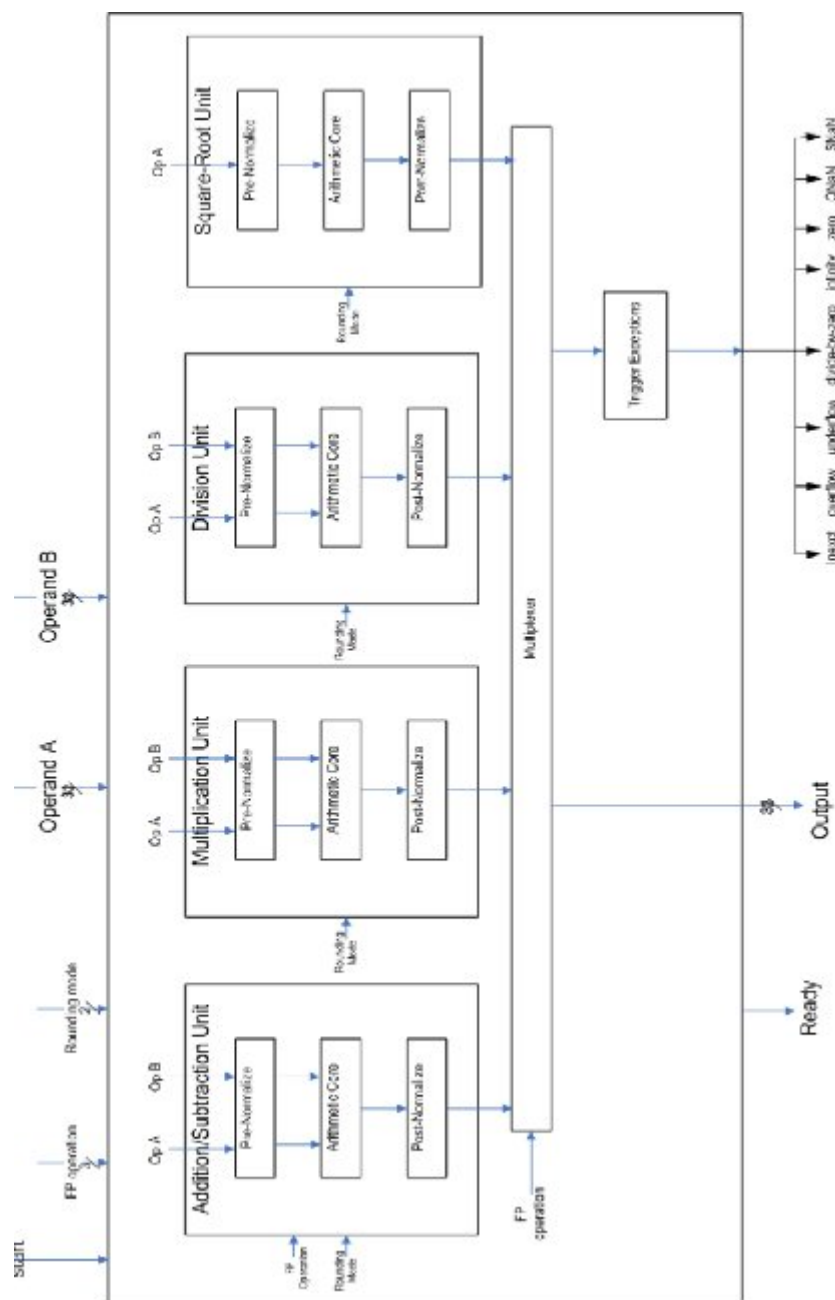 start
FP operation
Rounding mode
Operand A
Operand B
32
32
2
3
Addition/Subtraction Unit
Op A
Op B
Pre-Normalize
Arithmetic Core
Post-Normalize
FP
Operation
Rounding
Mode
Multiplication Unit
Op A
Op B
Pre-Normalize
Arithmetic Core
Post-Normalize
Rounding
Mode
Division Unit
Op A
Op B
Pre-Normalize
Arithmetic Core
Post-Normalize
Rounding
Mode
Square-Root Unit
Op A
Pre-Normalize
Arithmetic Core
Post-Normalize
Rounding
Mode
FP
operation
Multiplexer
Trigger Exceptions
Ready
32
Output
Inexct
overflow
underflow
divide-by-zero
infinity
zero
QNaN
SNaN